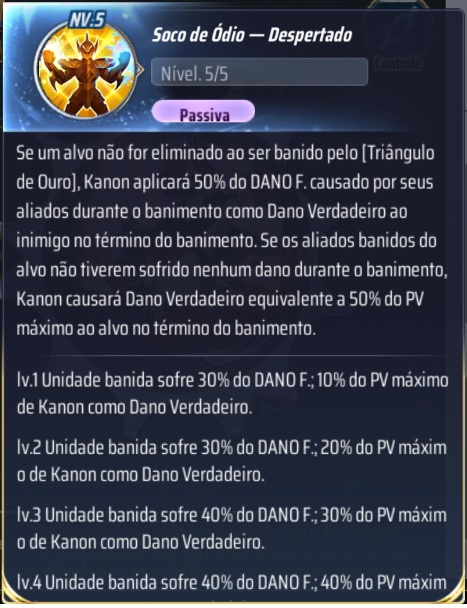 NV.5
Soco de Ódio — Despertado
Nível. 5/5
Controle
Passiva
Se um alvo não for eliminado ao ser banido pelo [Triângulo
de Ouro], Kanon aplicará 50% do DANO F. causado por seus
aliados durante o banimento como Dano Verdadeiro ao
inimigo no término do banimento. Se os aliados banidos do
alvo não tiverem sofrido nenhum dano durante o banimento,
Kanon causará Dano Verdadeiro equivalente a 50% do PV
máximo ao alvo no término do banimento.
lv.1 Unidade banida sofre 30% do DANO F.; 10% do PV máximo
de Kanon como Dano Verdadeiro.
lv.2 Unidade banida sofre 30% do DANO F.; 20% do PV máxim
o de Kanon como Dano Verdadeiro.
lv.3 Unidade banida sofre 40% do DANO F.; 30% do PV máxim
o de Kanon como Dano Verdadeiro.
lv.4 Unidade banida sofre 40% do DANO F.; 40% do PV máxim